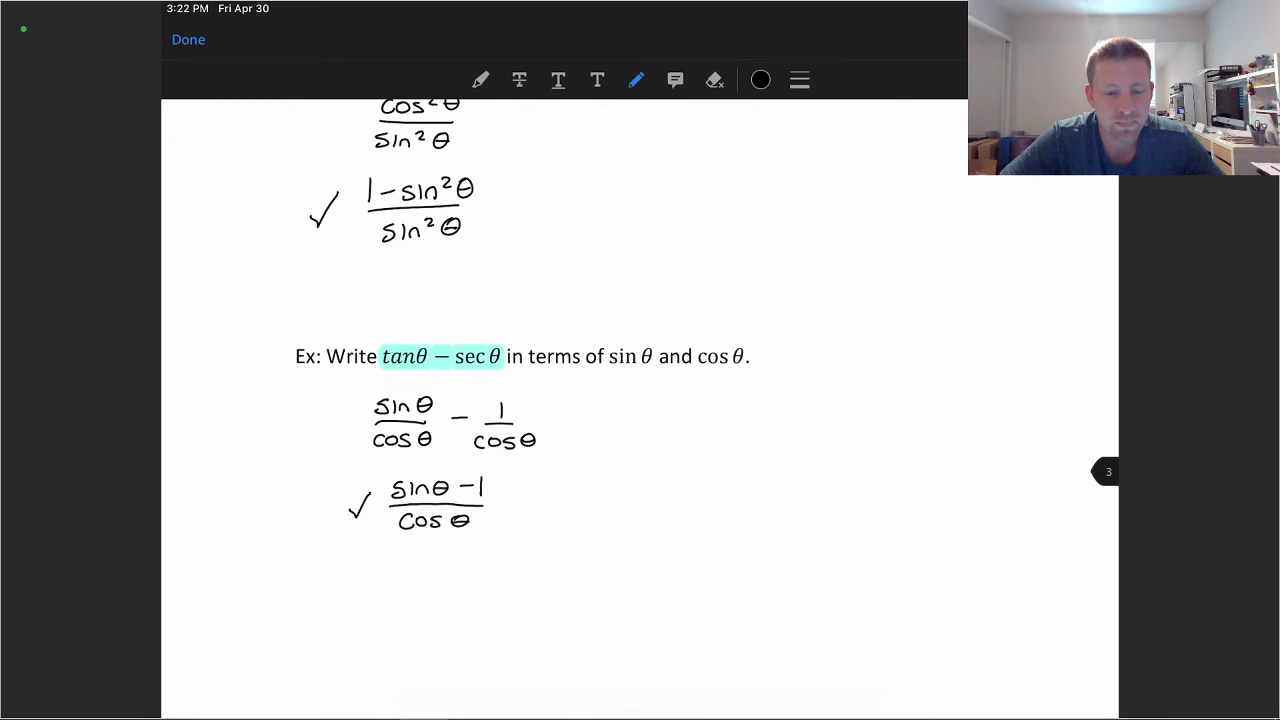 3:22 PM Fri Apr 30
Done
T T T
cos²θ
sin²θ
1 - sin²θ
✓
sin²θ
Ex: Write tanθ − sec θ in terms of sin θ and cos θ.
sinθ − 1
cosθ cosθ
3
✓ sinθ − 1
cosθ